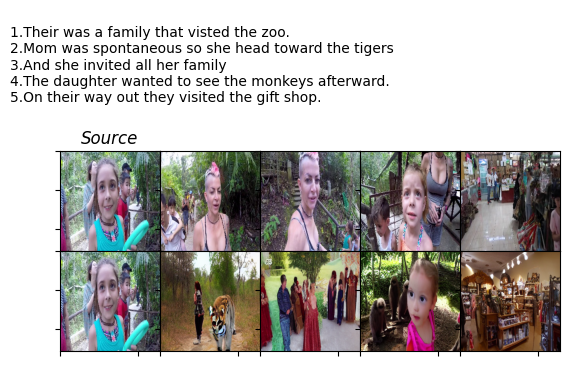 1.Their was a family that visted the zoo.
2.Mom was spontaneous so she head toward the tigers
3.And she invited all her family
4.The daughter wanted to see the monkeys afterward.
5.On their way out they visited the gift shop.
Source